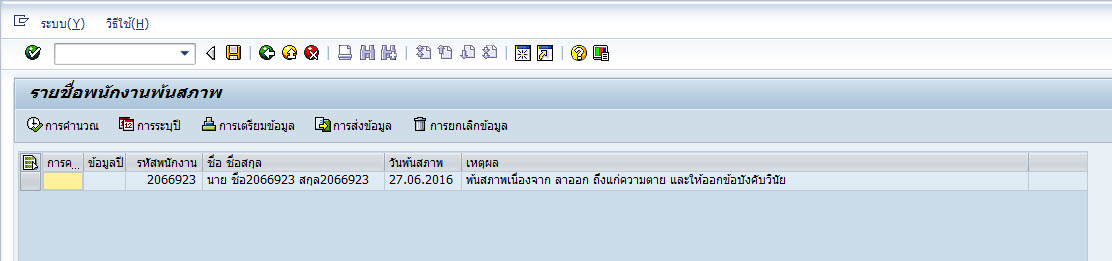 ระบบ(Y) วิธีใช้(H)
รายชื่อพนักงานพ้นสภาพ
การคำนวณ การระบุปี การเตรียมข้อมูล การส่งข้อมูล การยกเลิกข้อมูล
การค... ข้อมูลปี รหัสพนักงาน ชื่อ ชื่อสกุล วันพ้นสภาพ เหตุผล
2066923 นาย ชื่อ2066923 สกุล2066923 27.06.2016 พ้นสภาพเนื่องจาก ลาออก ถึงแก่ความตาย และให้ออกข้อบังคับวินัย